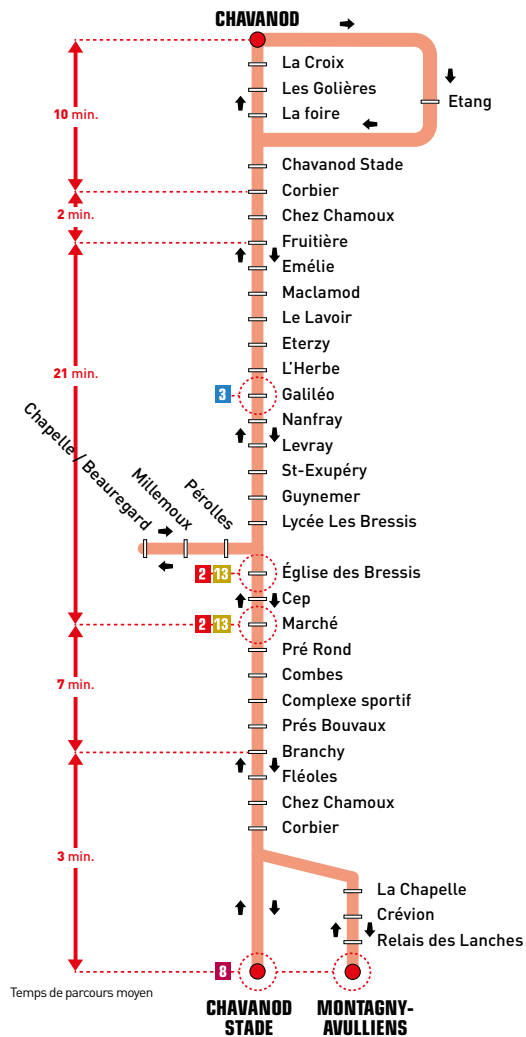 CHAVANOD
La Croix
Les Golières
La foire
Etang
10 min.
Chavanod Stade
Corbier
2 min.
Chez Chamoux
Fruitière
Emélie
Maclamod
Le Lavoir
Eterzy
L'Herbe
21 min.
3
Galiléo
Nanfray
Levray
St-Exupéry
Guynemer
Lycée Les Bressis
Chapelle / Beauregard
Millemoux
Pérolles
2 13
Église des Bressis
Cep
2 13
Marché
Pré Rond
Combes
7 min.
Complexe sportif
Prés Bouvaux
Branchy
Fléoles
Chez Chamoux
Corbier
3 min.
La Chapelle
Crévion
Relais des Lanches
8
Temps de parcours moyen
CHAVANOD
STADE
MONTAGNY-
AVULLIENS